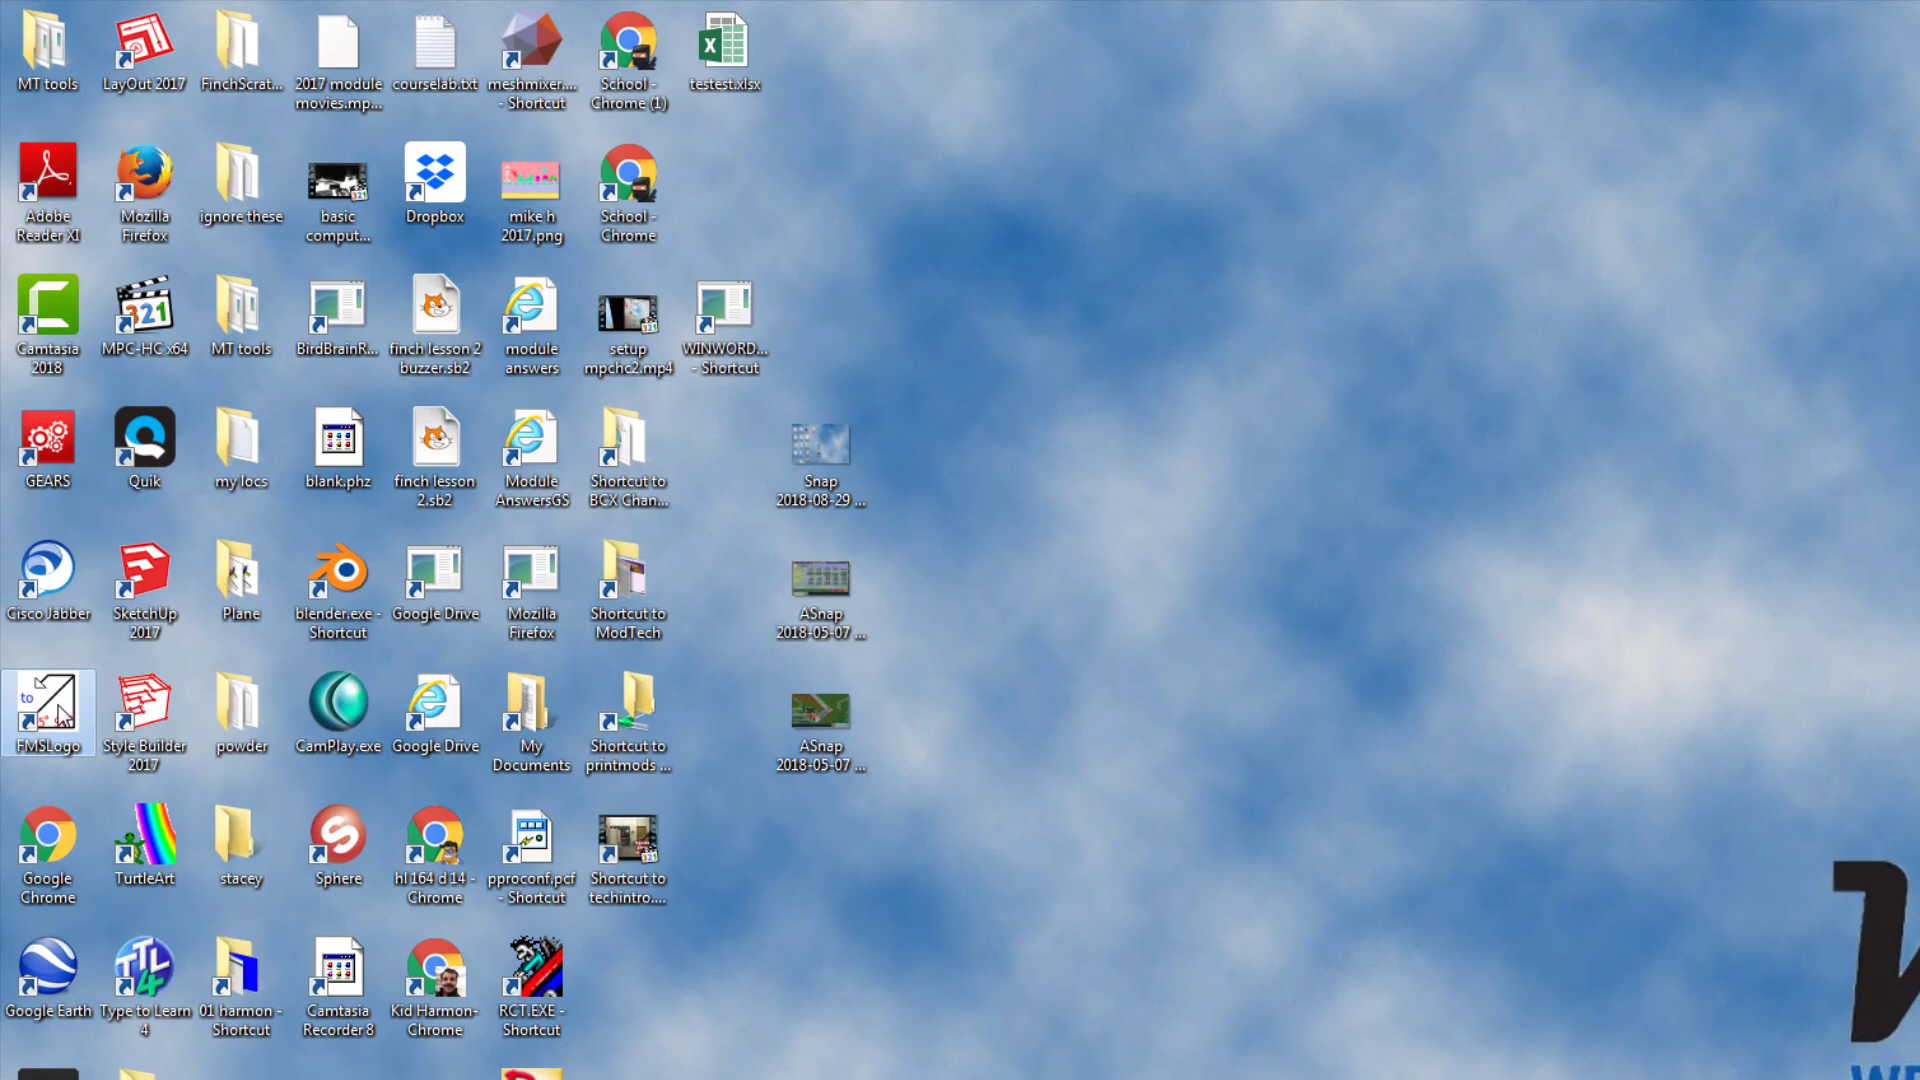 MT tools
LayOut 2017
FinchScrat...
2017 module
movies.mp...
courselab.txt
meshmixer....
- Shortcut
School -
Chrome (1)
testest.xlsx
Adobe
Reader XI
Mozilla
Firefox
ignore these
basic
comput...
Dropbox
mike h
2017.png
School -
Chrome
Camtasia
2018
321
MPC-HC x64
MT tools
BirdBrainR...
finch lesson 2
buzzer.sb2
module
answers
setup
mpchc2.mp4
WINWORD...
- Shortcut
GEARS
Quik
my locs
blank.phz
finch lesson
2.sb2
Module
AnswersGS
Shortcut to
BCX Chan...
Snap
2018-08-29 ...
Cisco Jabber
SketchUp
2017
Plane
blender.exe -
Shortcut
Google Drive
Mozilla
Firefox
Shortcut to
ModTech
ASnap
2018-05-07 ...
to
FMSLogo
Style Builder
2017
powder
CamPlay.exe
Google Drive
My
Documents
Shortcut to
printmods ...
ASnap
2018-05-07 ...
Google
Chrome
TurtleArt
stacey
Sphere
hl 164 d 14 -
Chrome
pproconf.pcf
- Shortcut
Shortcut to
techintro....
Google Earth
TTL
4
Type to Learn
4
01 harmon -
Shortcut
Camtasia
Recorder 8
Kid Harmon-
Chrome
RCT.EXE -
Shortcut